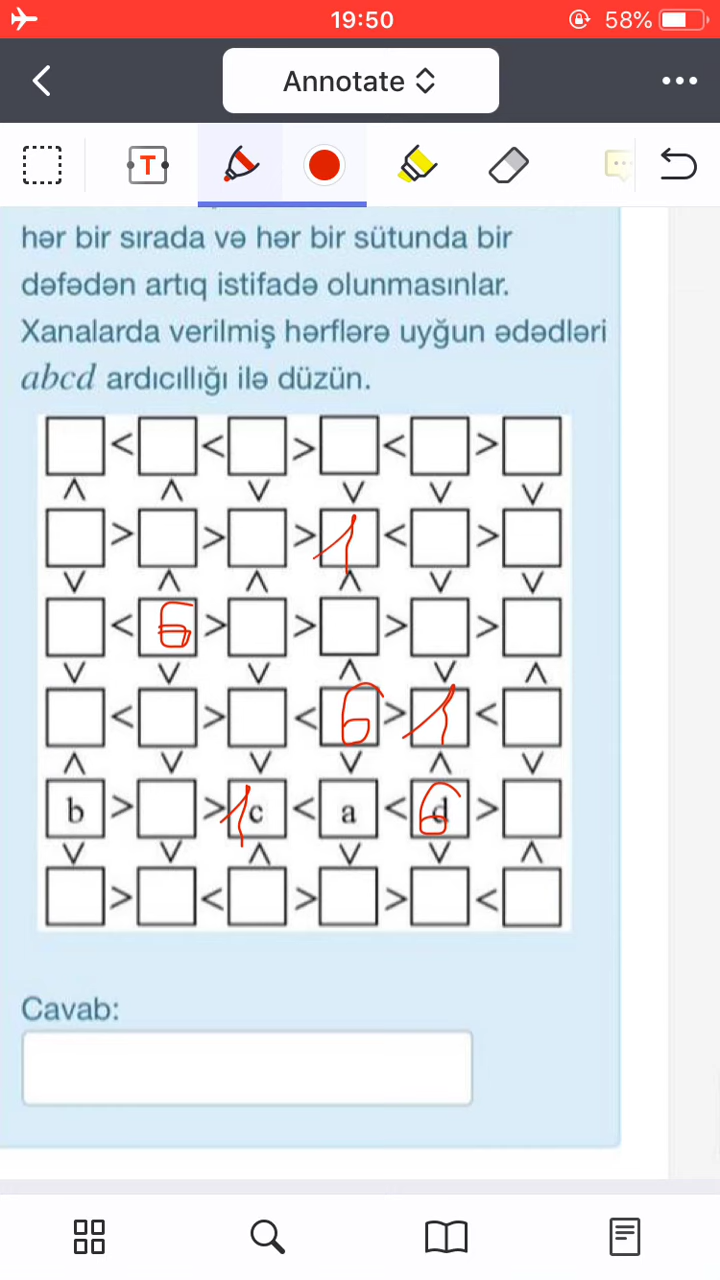 19:50
58%
Annotate
T
hər bir sırada və hər bir sütunda bir
dəfədən artıq istifadə olunmasınlar.
Xanalarda verilmiş hərflərə uyğun ədədləri
abcd ardıcıllığı ilə düzün.
< < > < >
∧ ∧ ∨ ∨ ∨ ∨
> > > 1 < >
∨ ∧ ∧ ∧ ∨ ∨
< 6 > > > >
∨ ∨ ∨ ∧ ∨ ∧
< > < 6 > 1 <
∧ ∨ ∨ ∨ ∧ ∨
b > > 1 c < a < 6 d >
∨ ∨ ∧ ∨ ∨ ∧
> < > > <
Cavab: